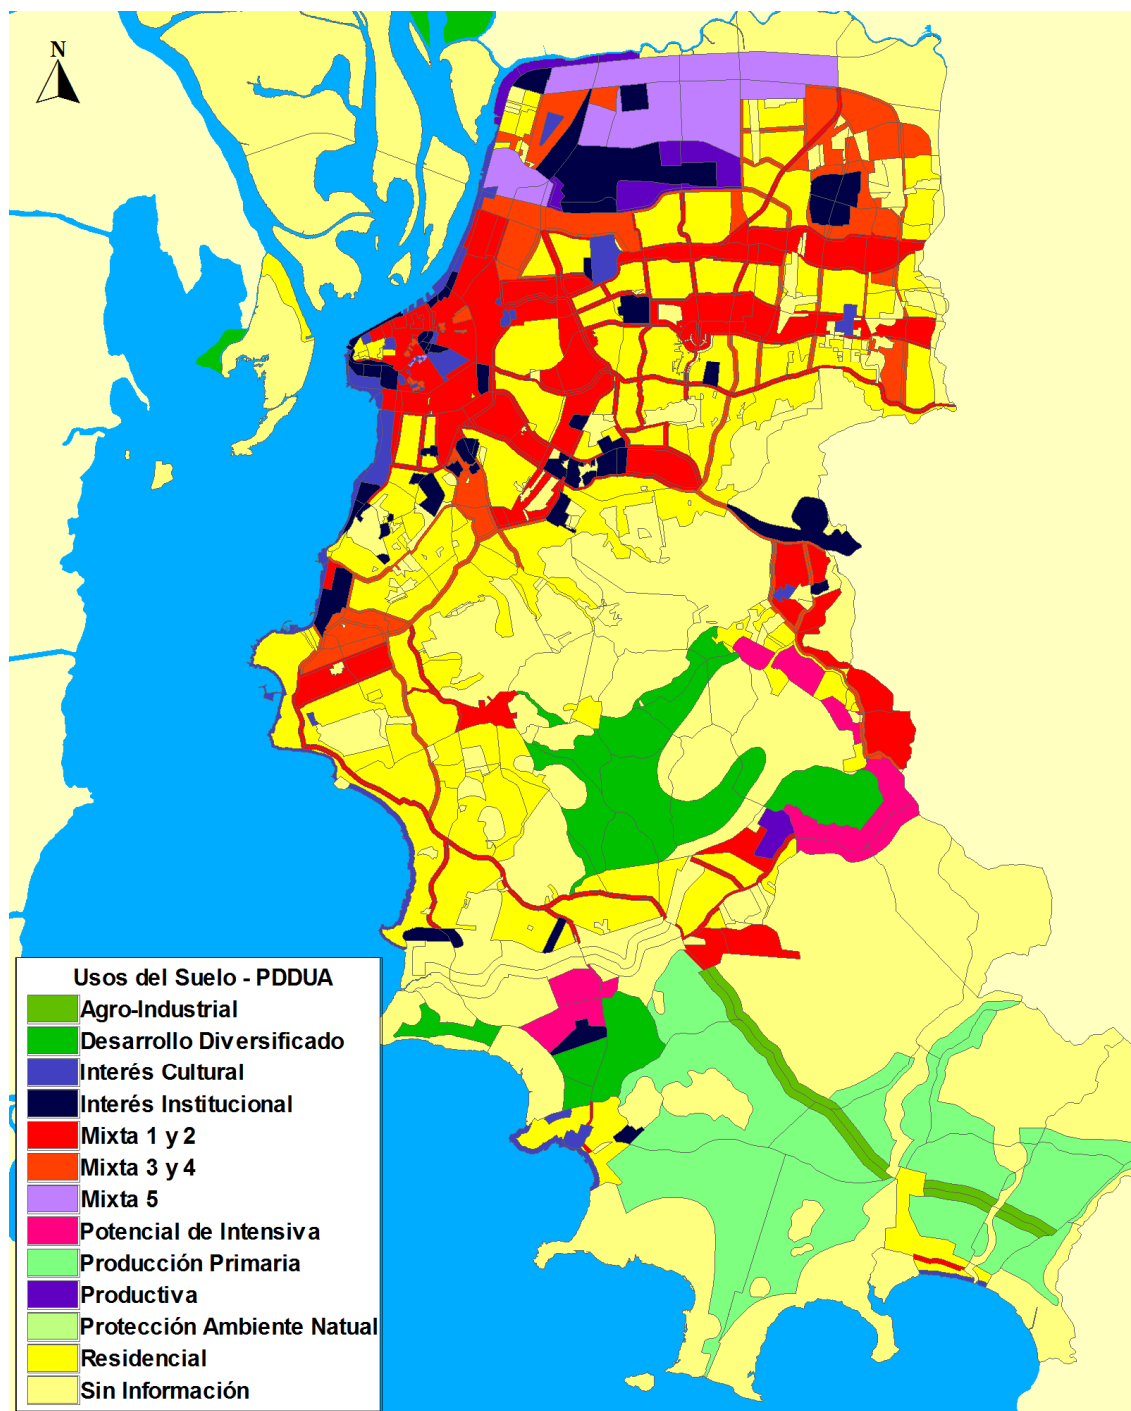 N
Usos del Suelo - PDDUA
Agro-Industrial
Desarrollo Diversificado
Interés Cultural
Interés Institucional
Mixta 1 y 2
Mixta 3 y 4
Mixta 5
Potencial de Intensiva
Producción Primaria
Productiva
Protección Ambiente Natual
Residencial
Sin Información